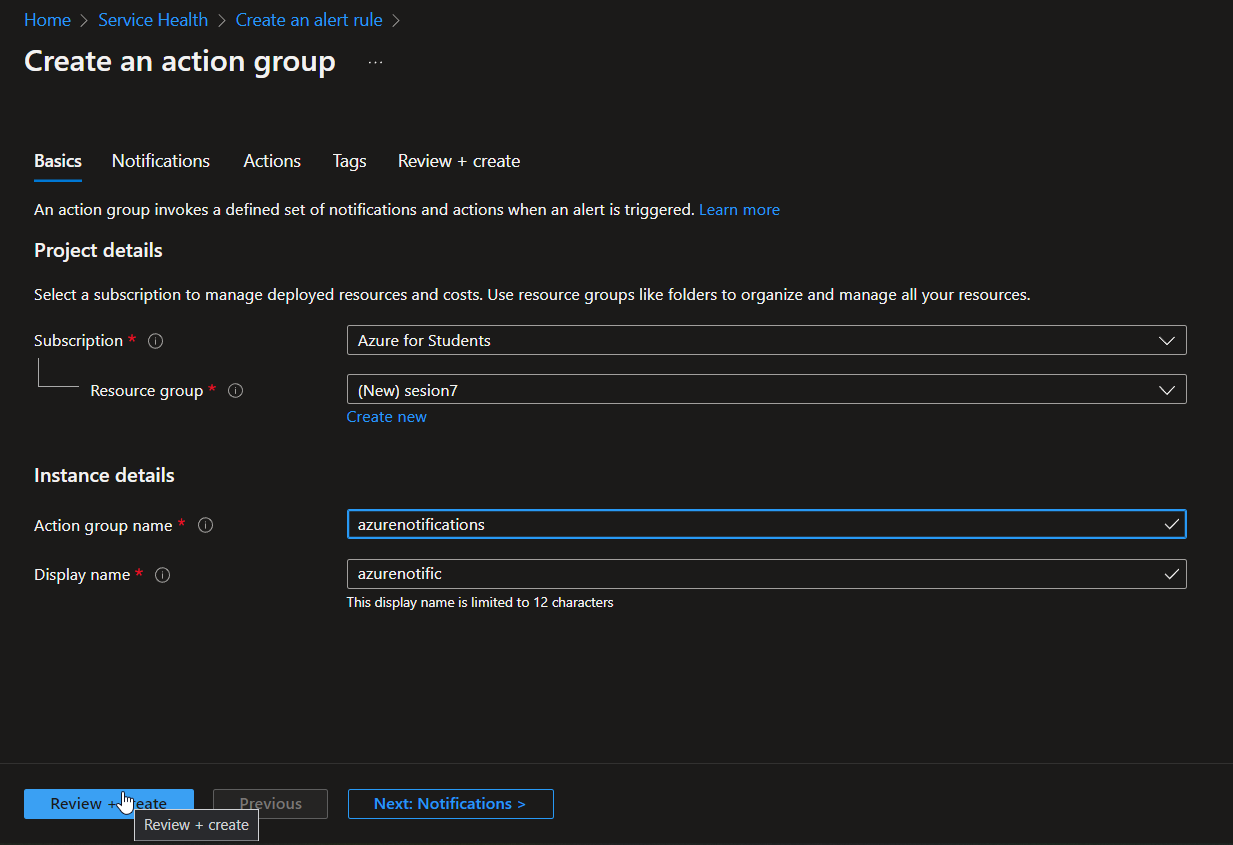 Home > Service Health > Create an alert rule >
Create an action group ...
Basics Notifications Actions Tags Review + create
An action group invokes a defined set of notifications and actions when an alert is triggered. Learn more
Project details
Select a subscription to manage deployed resources and costs. Use resource groups like folders to organize and manage all your resources.
Subscription * Azure for Students
Resource group * (New) sesion7
Create new
Instance details
Action group name * azurenotifications
Display name * azurenotific
This display name is limited to 12 characters
Review + create Previous Next: Notifications >
Review + create